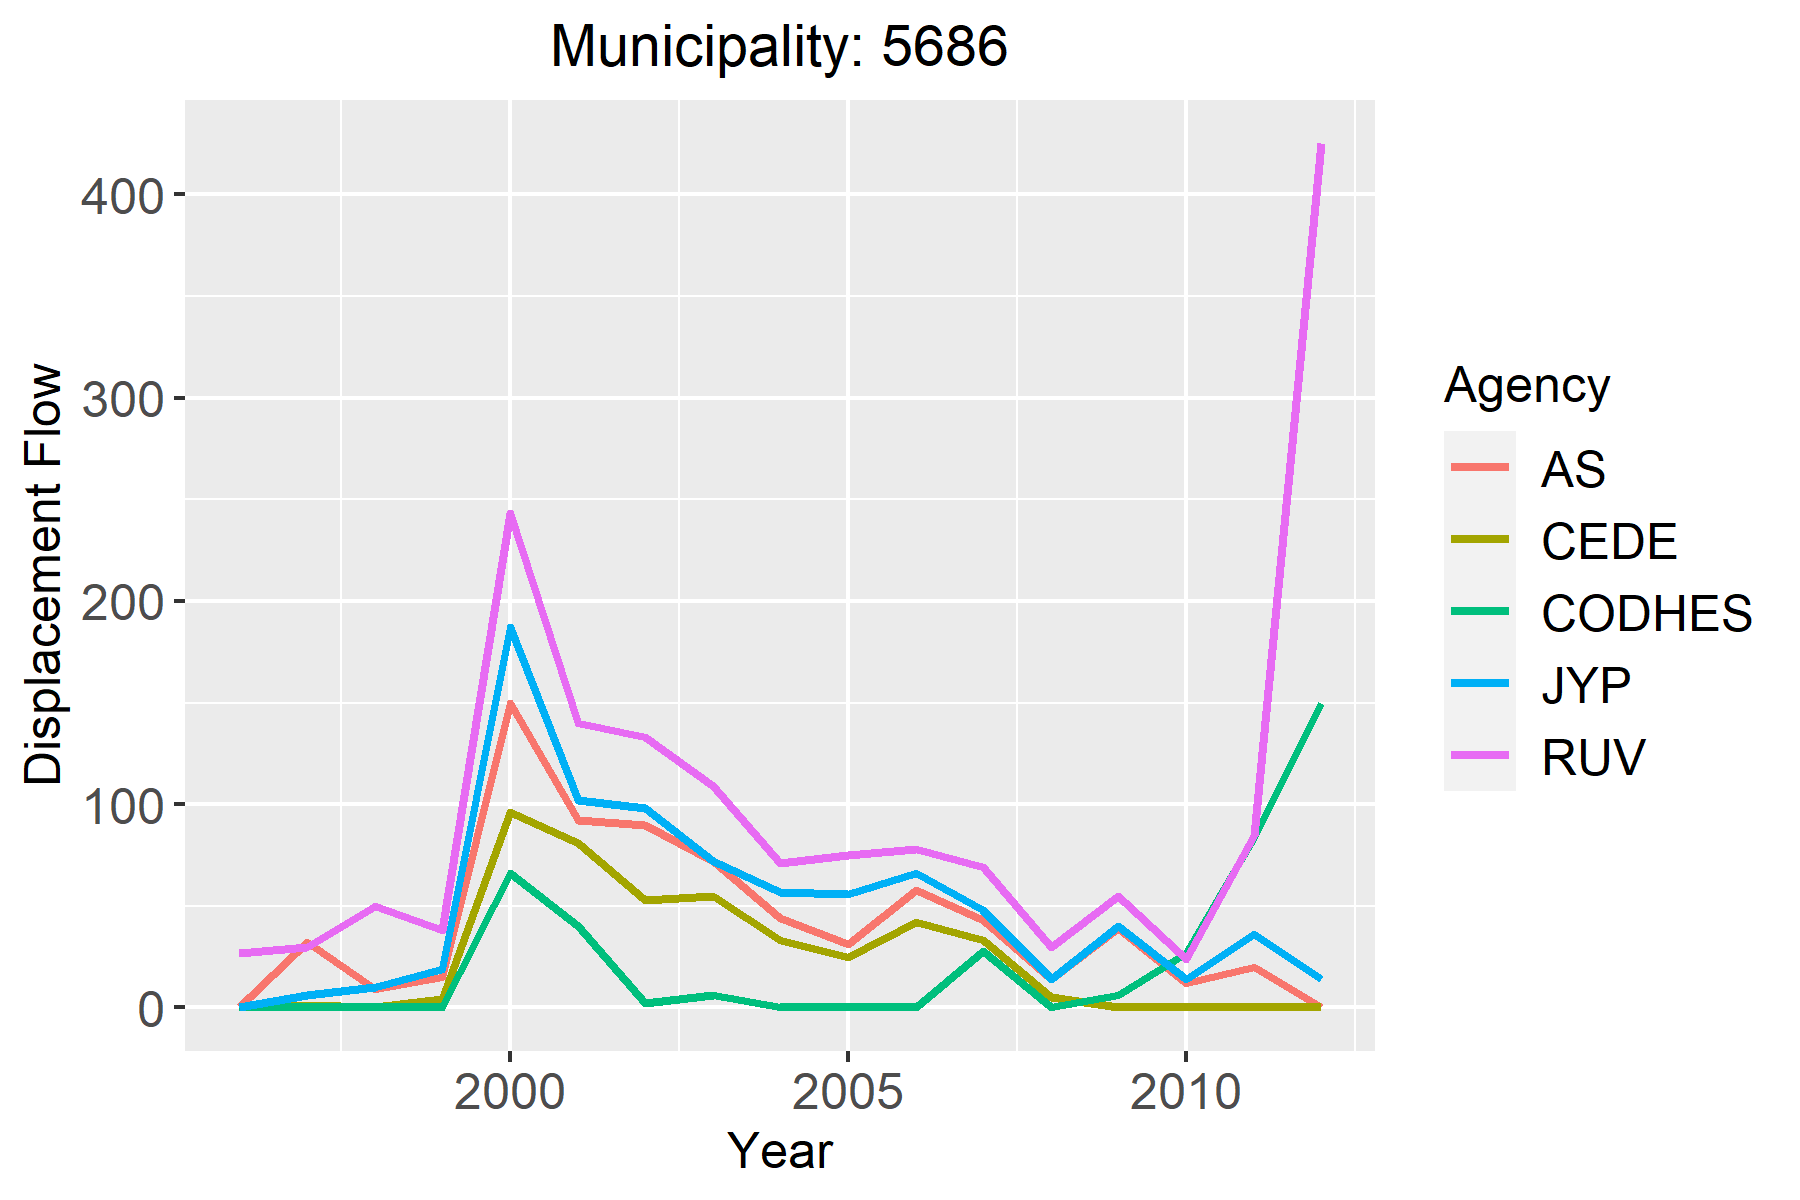 Municipality: 5686
Displacement Flow
400
300
200
100
0
2000 2005 2010
Year
Agency
AS
CEDE
CODHES
JYP
RUV